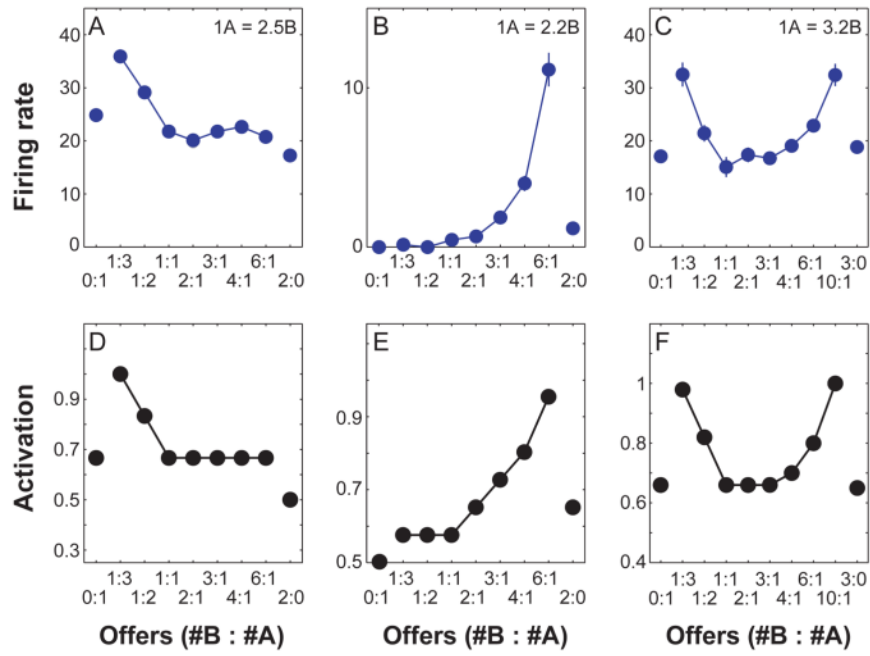 A 1A = 2.5B
B 1A = 2.2B
C 1A = 3.2B
Firing rate
40
30
20
10
0
10
0
40
30
20
10
0
1:3 1:1 3:1 6:1
0:1 1:2 2:1 4:1 2:0
1:3 1:1 3:1 6:1
0:1 1:2 2:1 4:1 2:0
1:3 1:1 3:1 6:1 3:0
0:1 1:2 2:1 4:1 10:1
D
E
F
Activation
0.9
0.7
0.5
0.3
0.9
0.7
0.5
1
0.8
0.6
0.4
1:3 1:1 3:1 6:1
0:1 1:2 2:1 4:1 2:0
1:3 1:1 3:1 6:1
0:1 1:2 2:1 4:1 2:0
1:3 1:1 3:1 6:1 3:0
0:1 1:2 2:1 4:1 10:1
Offers (#B : #A)
Offers (#B : #A)
Offers (#B : #A)